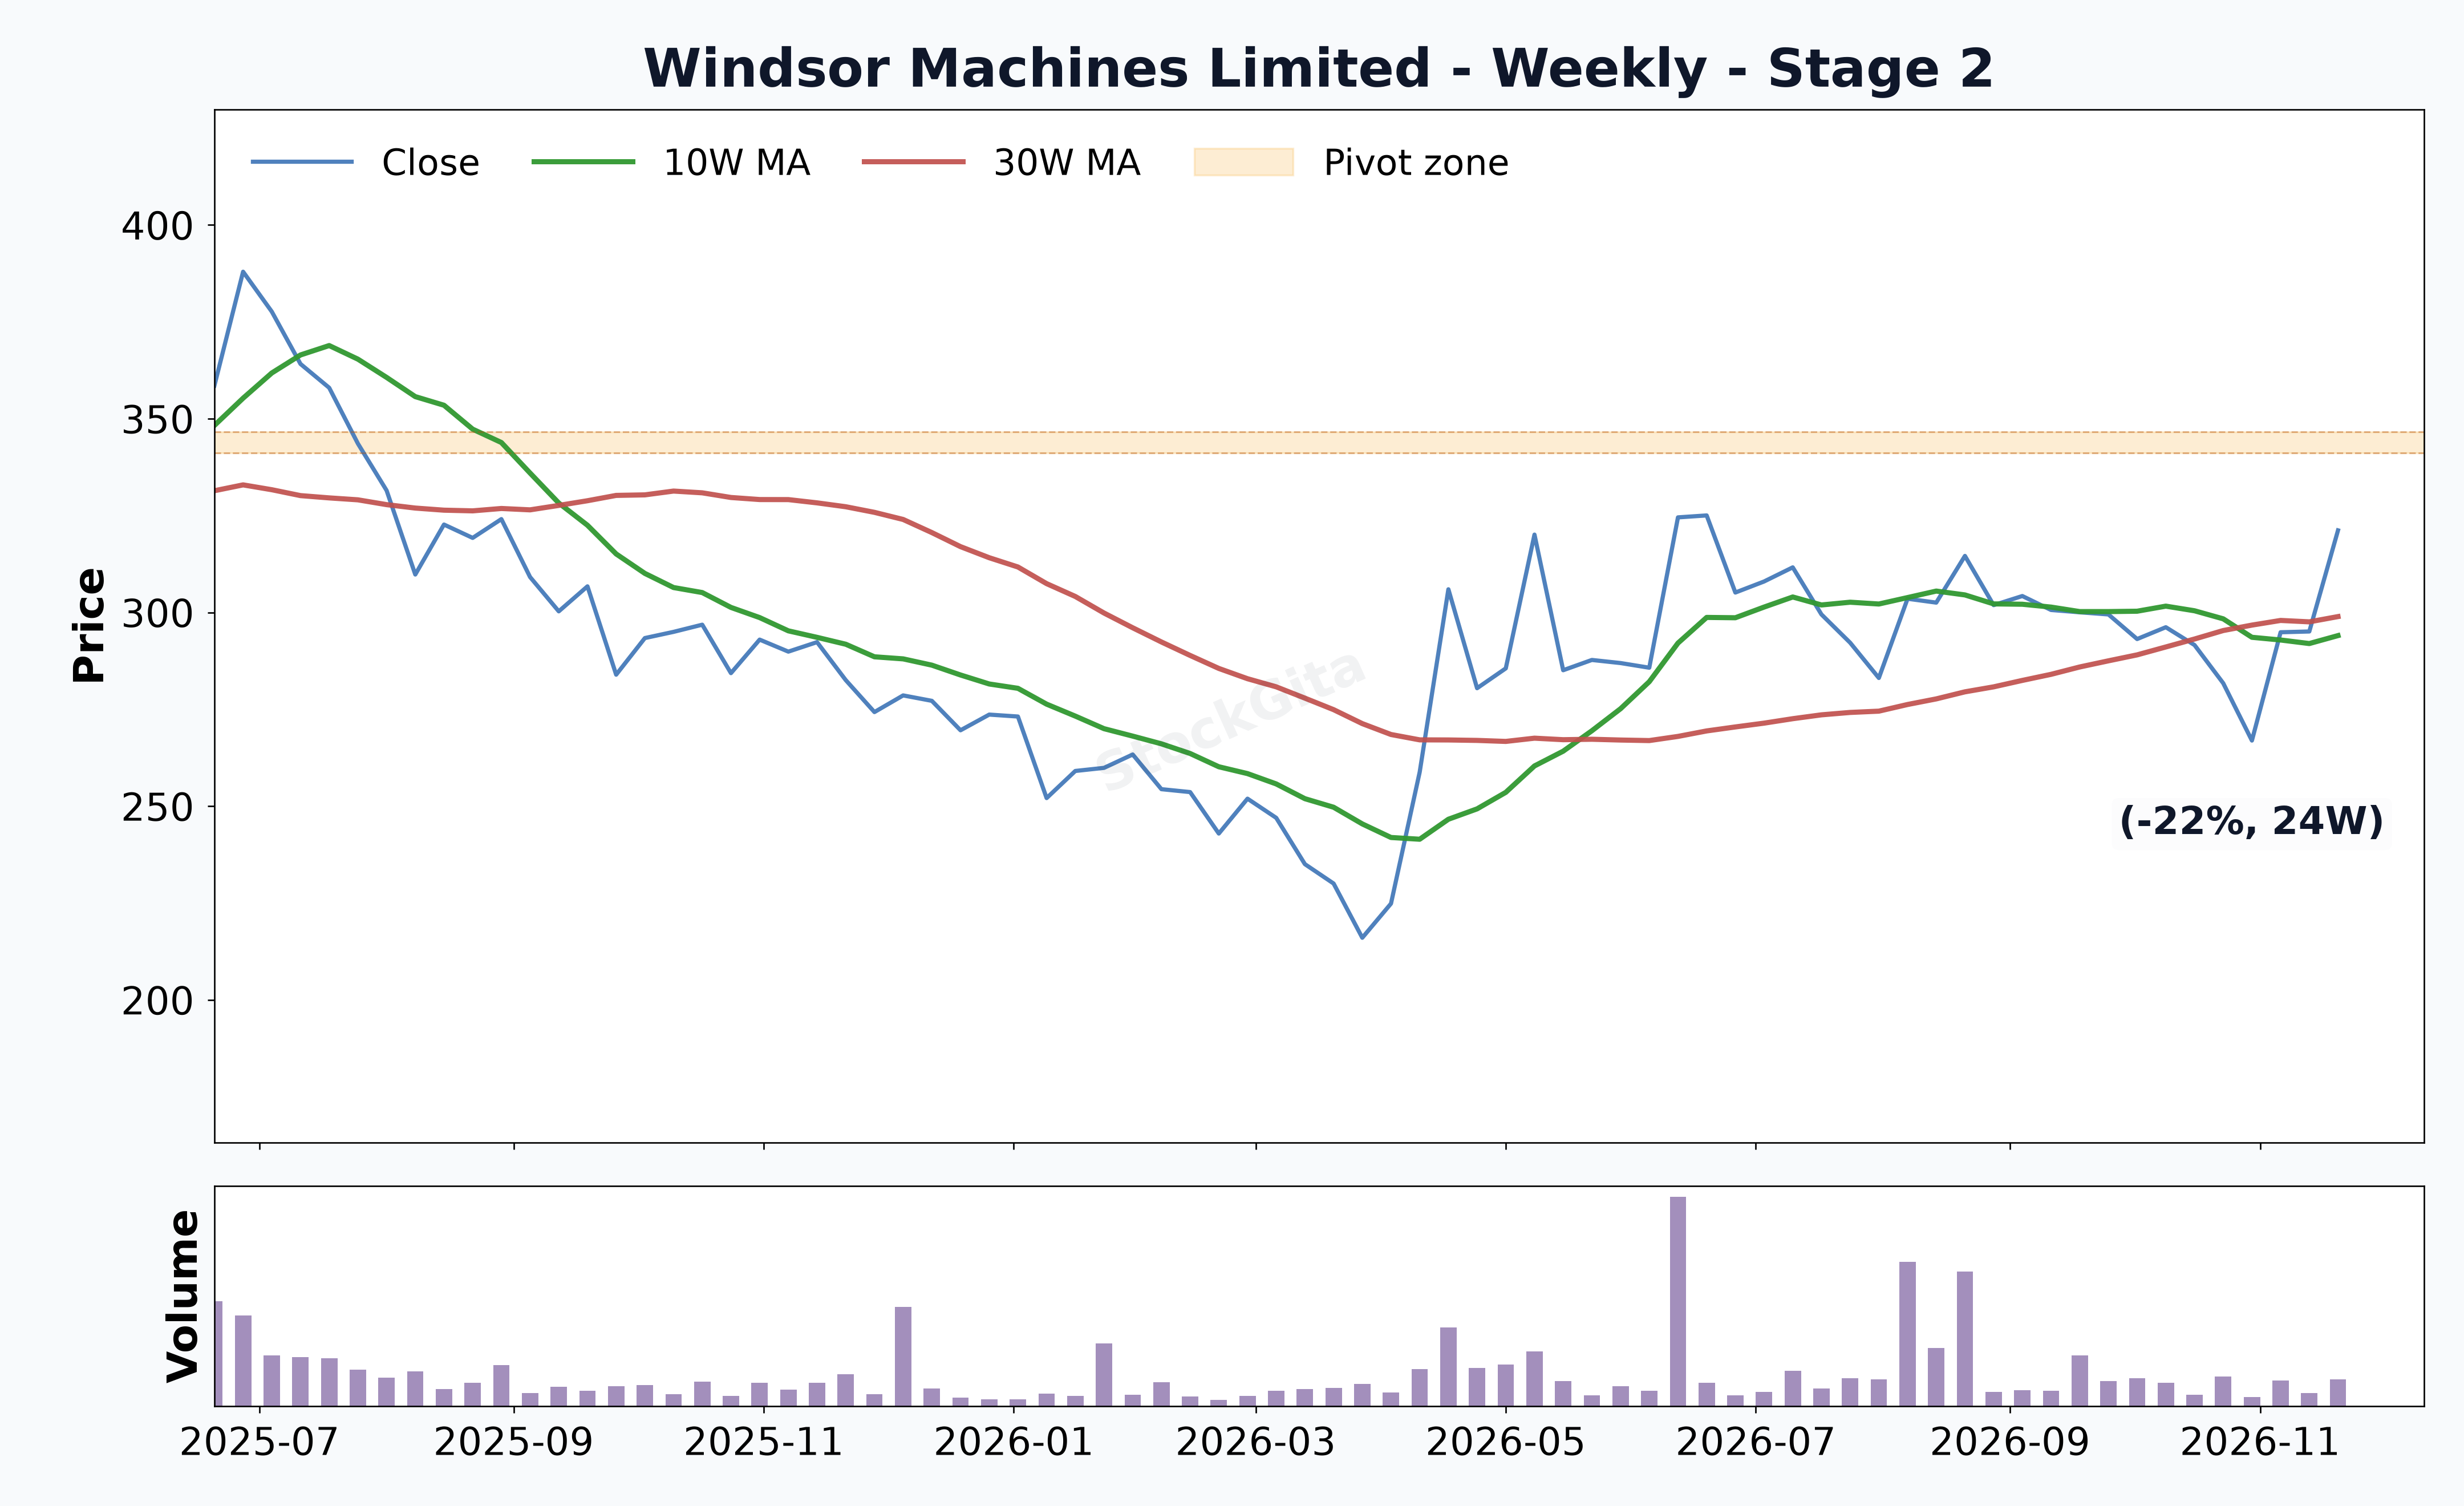 Windsor Machines Limited - Weekly - Stage 2
Close 10W MA 30W MA Pivot zone
400
350
300
250
200
Price
StockGita
(-22%, 24W)
Volume
2025-07 2025-09 2025-11 2026-01 2026-03 2026-05 2026-07 2026-09 2026-11